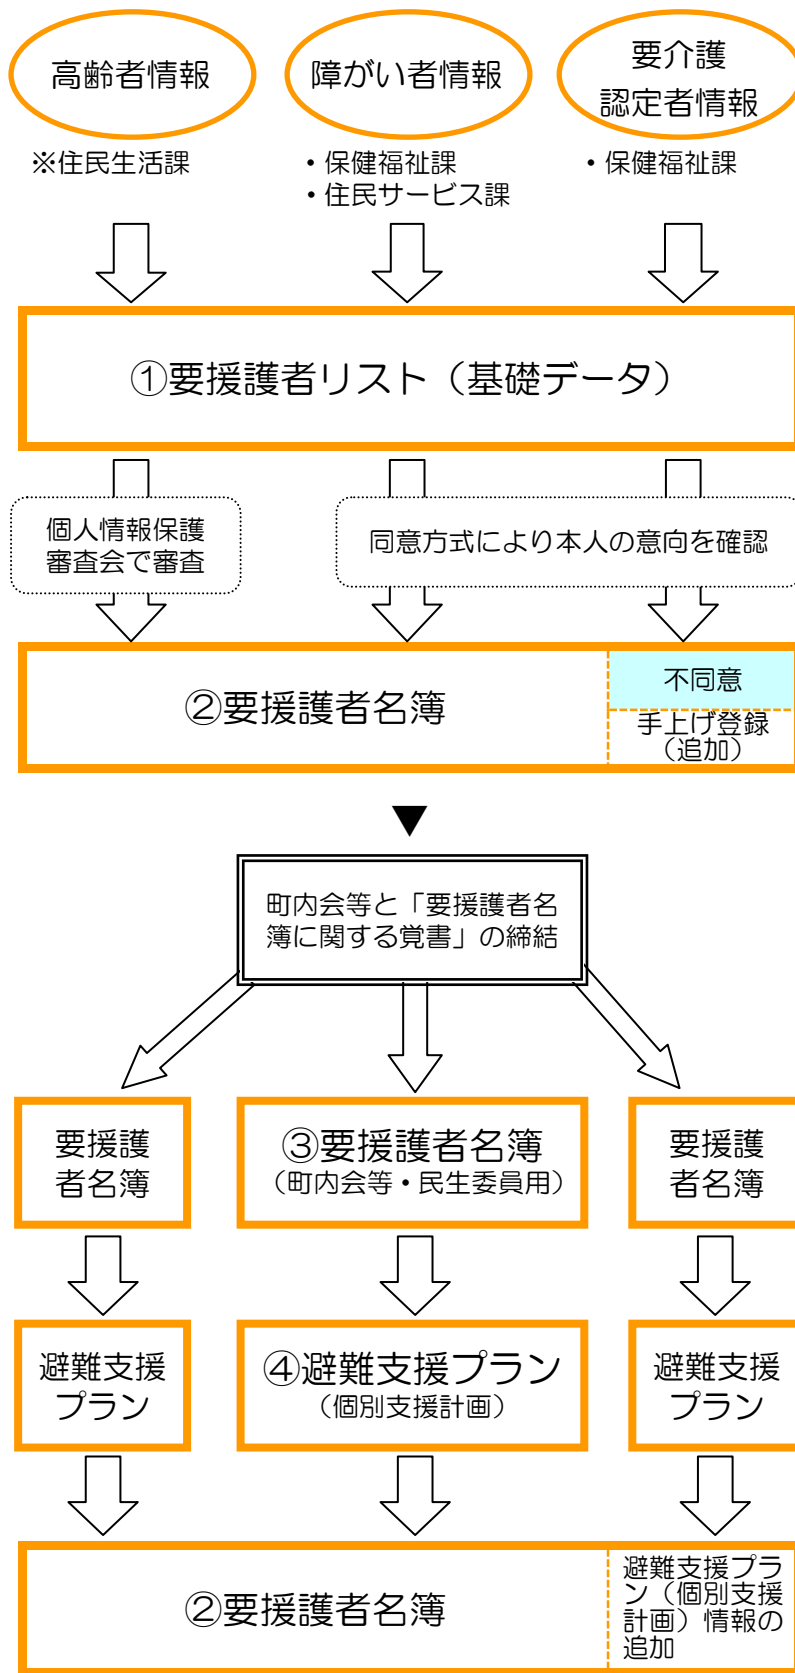 高齢者情報
障がい者情報
要介護
認定者情報
※住民生活課
・保健福祉課
・住民サービス課
・保健福祉課
①要援護者リスト（基礎データ）
個人情報保護
審査会で審査
同意方式により本人の意向を確認
②要援護者名簿
不同意
手上げ登録
（追加）
▼
町内会等と「要援護者名
簿に関する覚書」の締結
要援護
者名簿
③要援護者名簿
（町内会等・民生委員用）
要援護
者名簿
避難支援
プラン
④避難支援プラン
（個別支援計画）
避難支援
プラン
②要援護者名簿
避難支援プラ
ン（個別支援
計画）情報の
追加